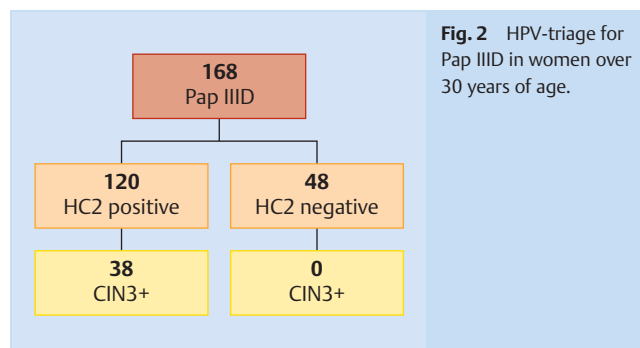 168
Pap IIID
120
HC2 positive
48
HC2 negative
38
CIN3+
0
CIN3+
Fig. 2 HPV-triage for
Pap IIID in women over
30 years of age.